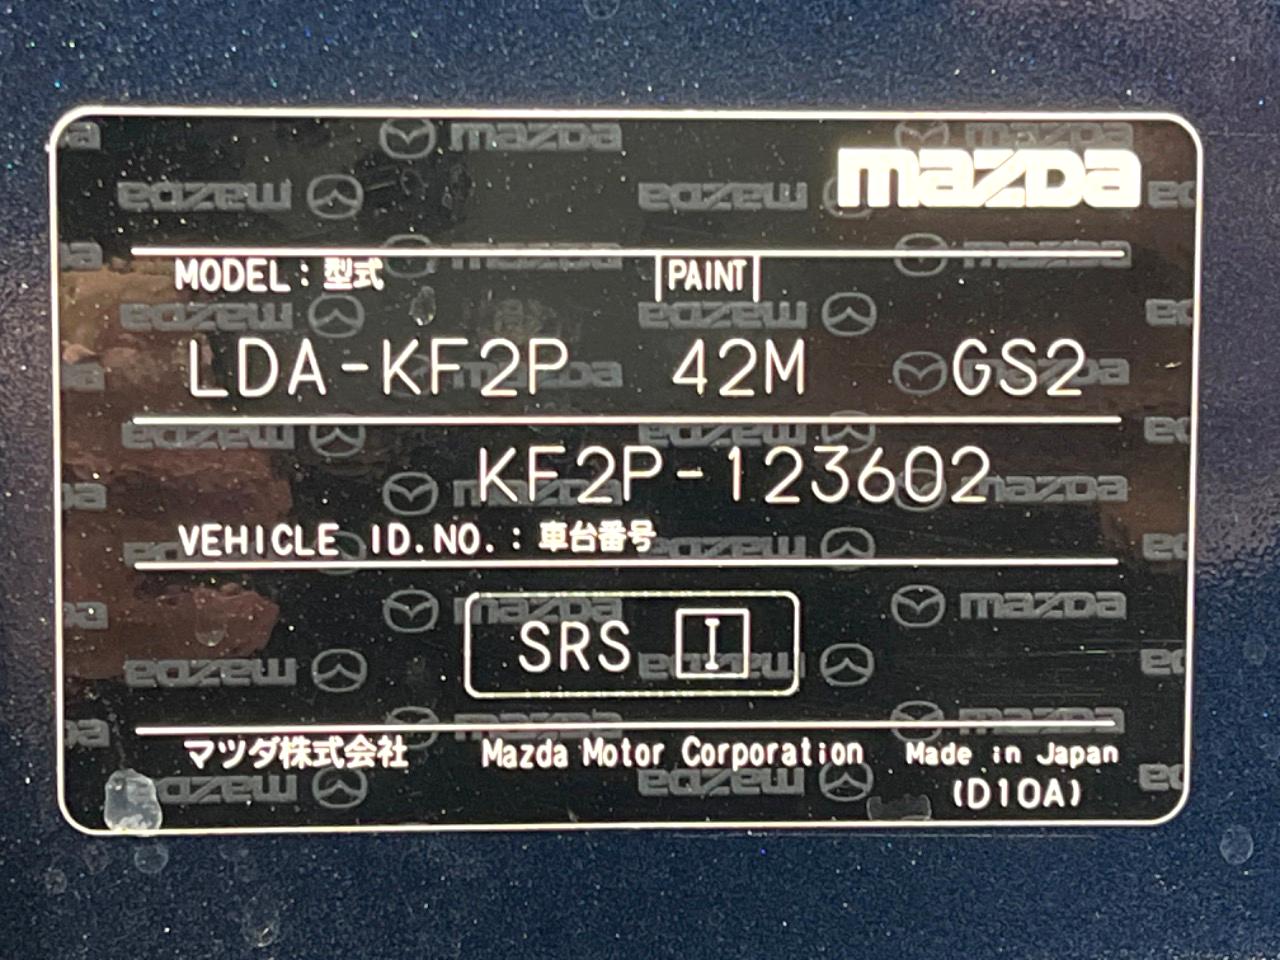 mazda
MODEL : 型式 PAINT
LDA-KF2P 42M GS2
KF2P-123602
VEHICLE ID.NO. : 車台番号
SRS I
マツダ株式会社 Mazda Motor Corporation Made in Japan
(D10A)